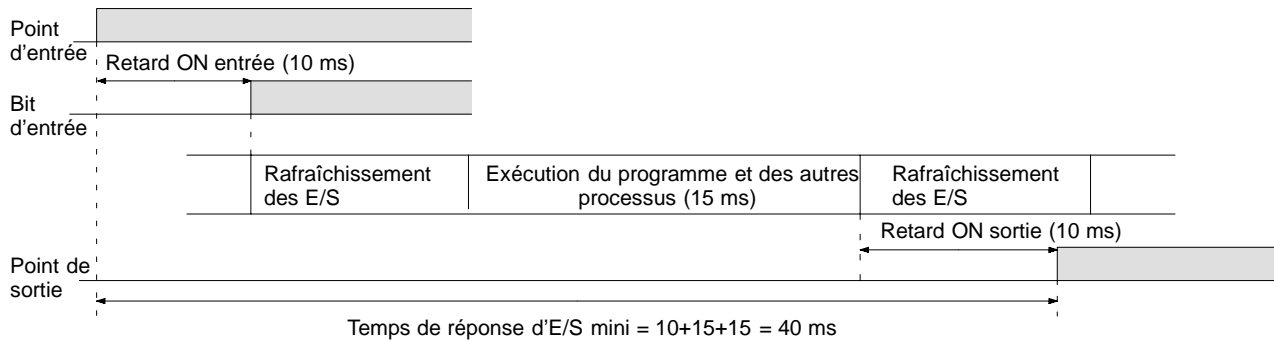 Point
d'entrée
Retard ON entrée (10 ms)
Bit
d'entrée
Rafraîchissement
des E/S
Exécution du programme et des autres
processus (15 ms)
Rafraîchissement
des E/S
Retard ON sortie (10 ms)
Point de
sortie
Temps de réponse d'E/S mini = 10+15+15 = 40 ms